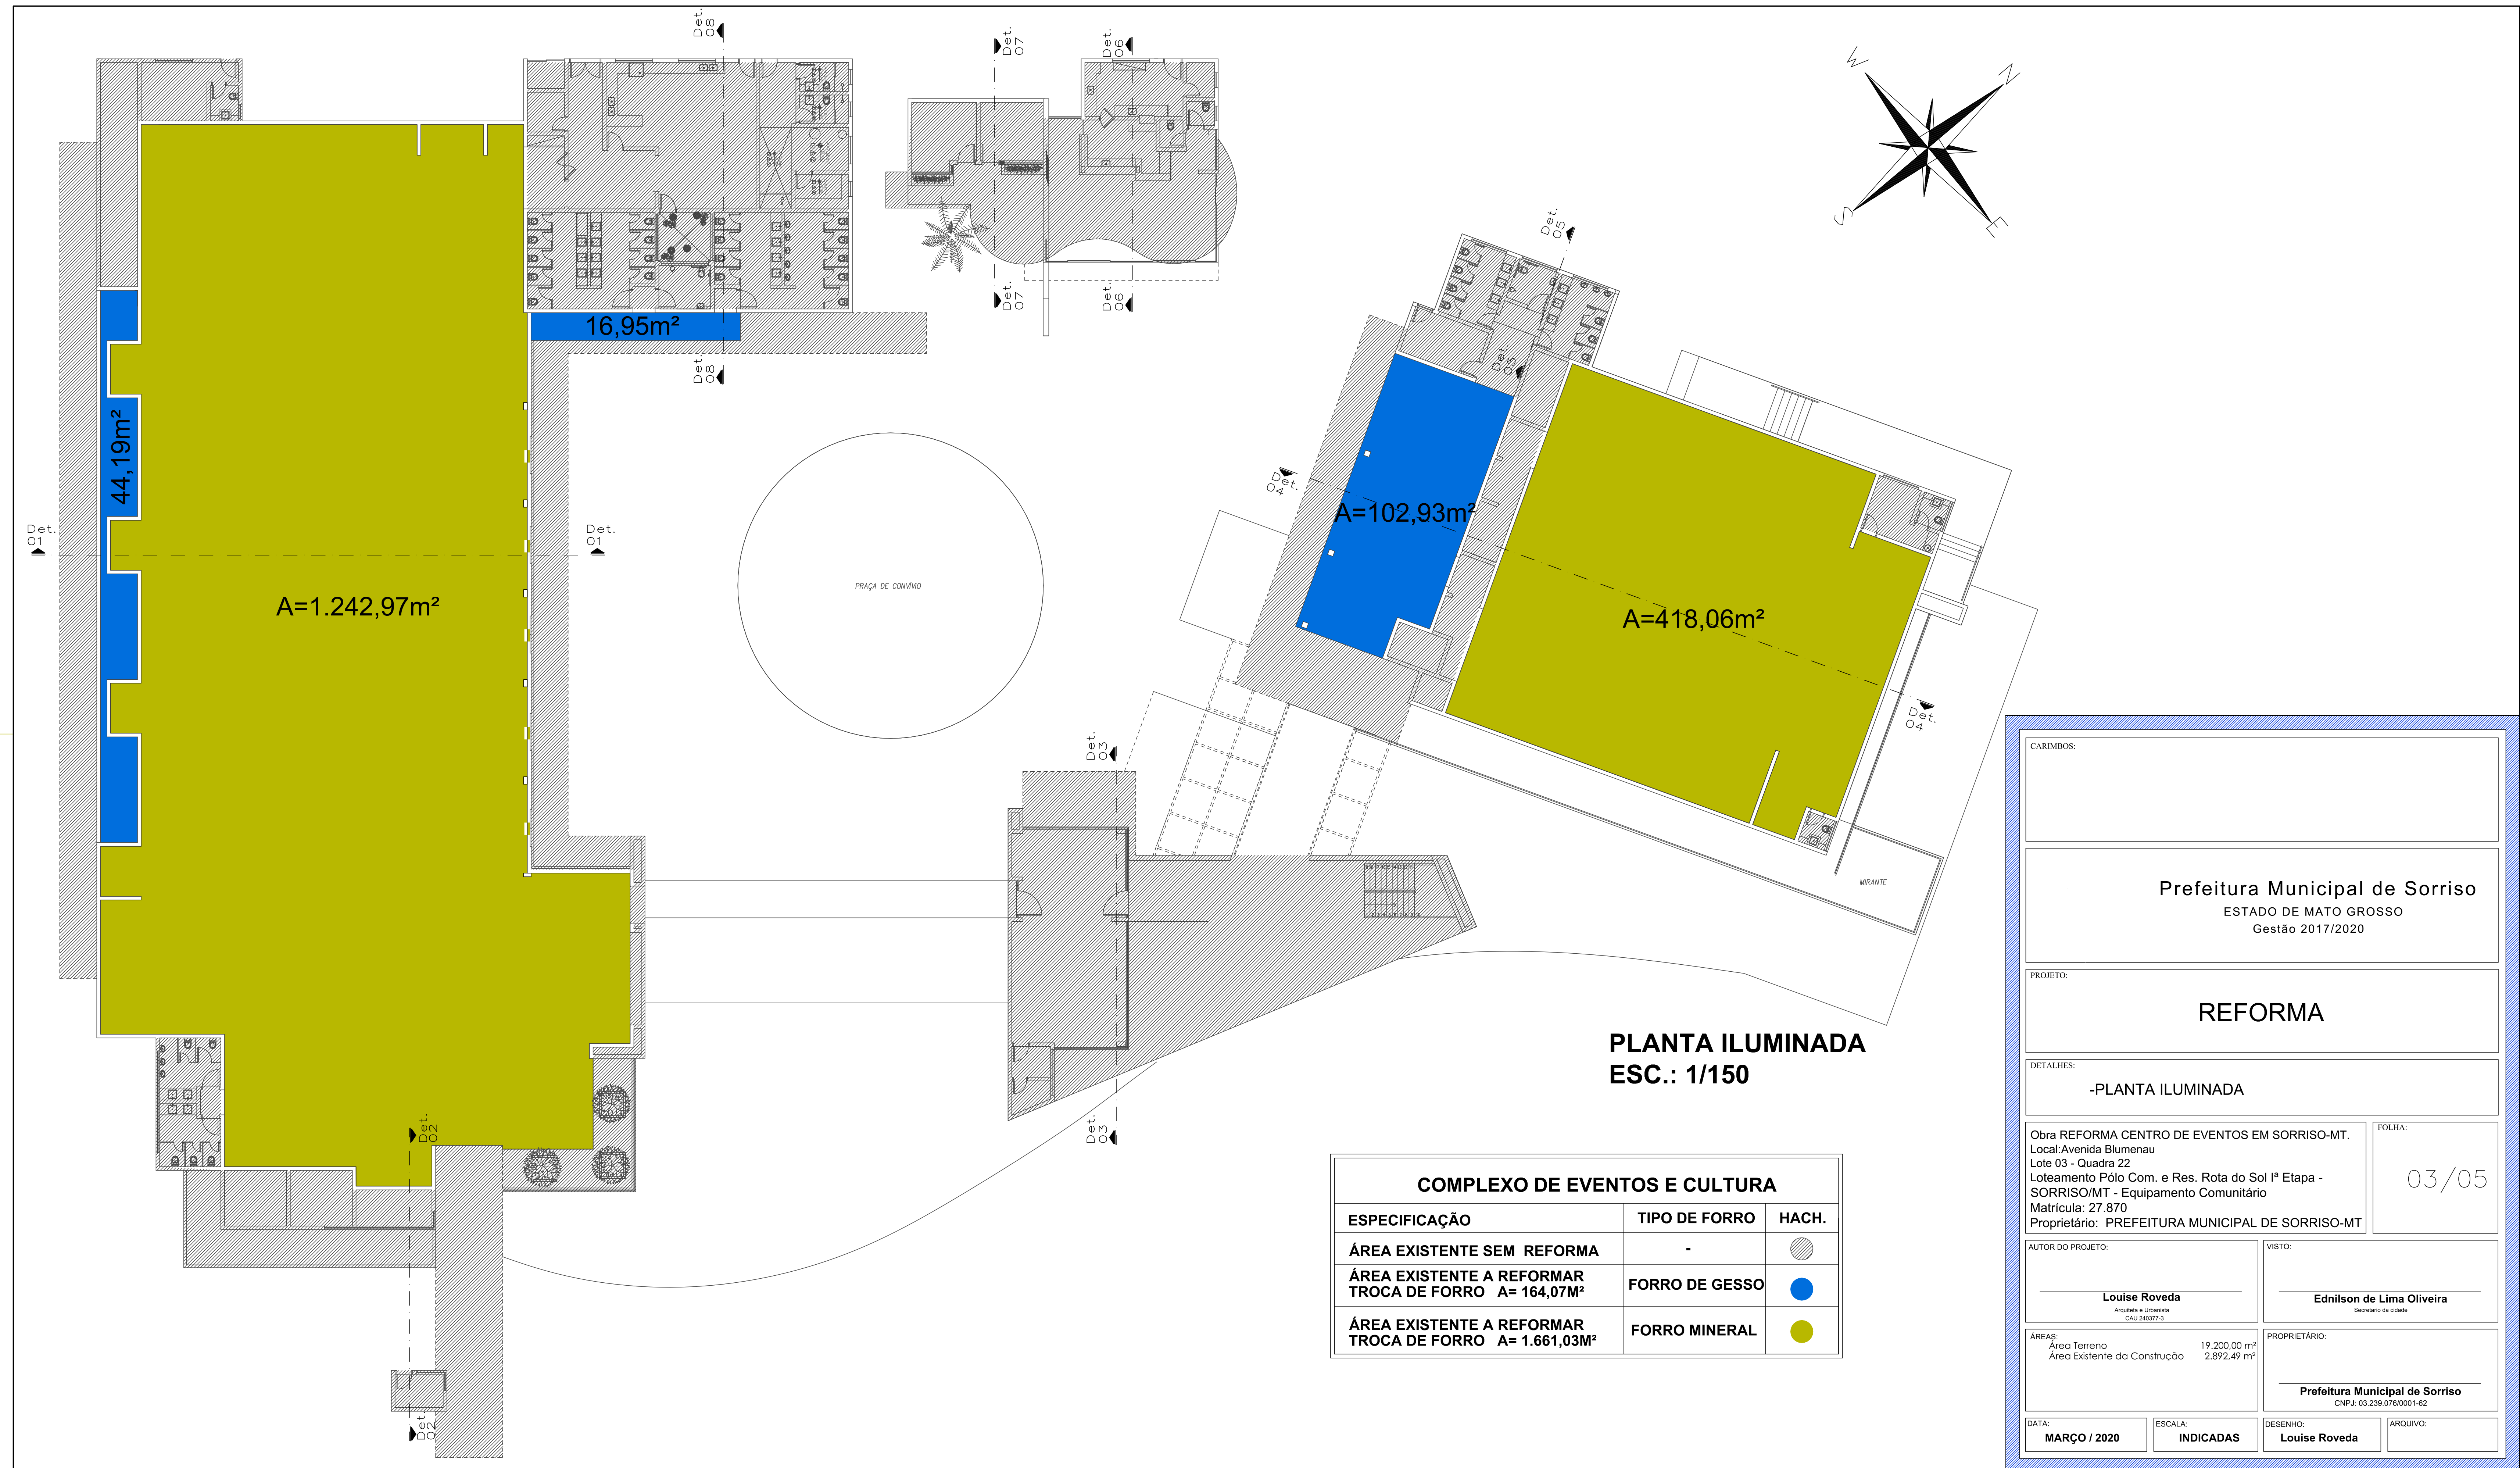 Det.
08
Det.
07
Det.
06
W
N
S
E
Det.
05
16,95m²
Det.
07
Det.
06
Det.
08
Det.
05
44,19m²
Det.
04
A=102,93m²
Det.
01
Det.
01
PRAÇA DE CONVÍVIO
A=1.242,97m²
A=418,06m²
Det.
04
Det.
03
MIRANTE
Det.
02
Det.
03
Det.
02
PLANTA ILUMINADA
ESC.: 1/150
COMPLEXO DE EVENTOS E CULTURA
ESPECIFICAÇÃO TIPO DE FORRO HACH.
ÁREA EXISTENTE SEM REFORMA -
ÁREA EXISTENTE A REFORMAR
TROCA DE FORRO A= 164,07M² FORRO DE GESSO
ÁREA EXISTENTE A REFORMAR
TROCA DE FORRO A= 1.661,03M² FORRO MINERAL
CARIMBOS:
Prefeitura Municipal de Sorriso
ESTADO DE MATO GROSSO
Gestão 2017/2020
PROJETO:
REFORMA
DETALHES:
-PLANTA ILUMINADA
Obra REFORMA CENTRO DE EVENTOS EM SORRISO-MT.
Local:Avenida Blumenau
Lote 03 - Quadra 22
Loteamento Pólo Com. e Res. Rota do Sol Iª Etapa -
SORRISO/MT - Equipamento Comunitário
Matrícula: 27.870
Proprietário: PREFEITURA MUNICIPAL DE SORRISO-MT
FOLHA:
03/05
AUTOR DO PROJETO:
Louise Roveda
Arquiteta e Urbanista
CAU 240377-3
VISTO:
Ednilson de Lima Oliveira
Secretario da cidade
ÁREAS:
Área Terreno 19.200,00 m²
Área Existente da Construção 2.892,49 m²
PROPRIETÁRIO:
Prefeitura Municipal de Sorriso
CNPJ: 03.239.076/0001-62
DATA:
MARÇO / 2020
ESCALA:
INDICADAS
DESENHO:
Louise Roveda
ARQUIVO: